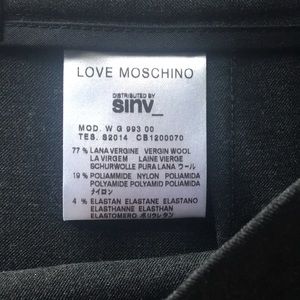 LOVE MOSCHINO
DISTRIBUTED BY
sinv_
MOD. W G 993 00
TES. S2014 CB1200070
77 % LANA VERGINE VERGIN WOOL
LA VIRGEM LAINE VIERGE
SCHURWOLLE PURA LANA ウール
19 % POLIAMMIDE NYLON POLIAMIDA
POLYAMIDE POLYAMID POLIAMIDA
ナイロン
4 % ELASTAN ELASTANE ELASTANO
ELASTHANNE ELASTHAN
ELASTOMERO ポリウレタン